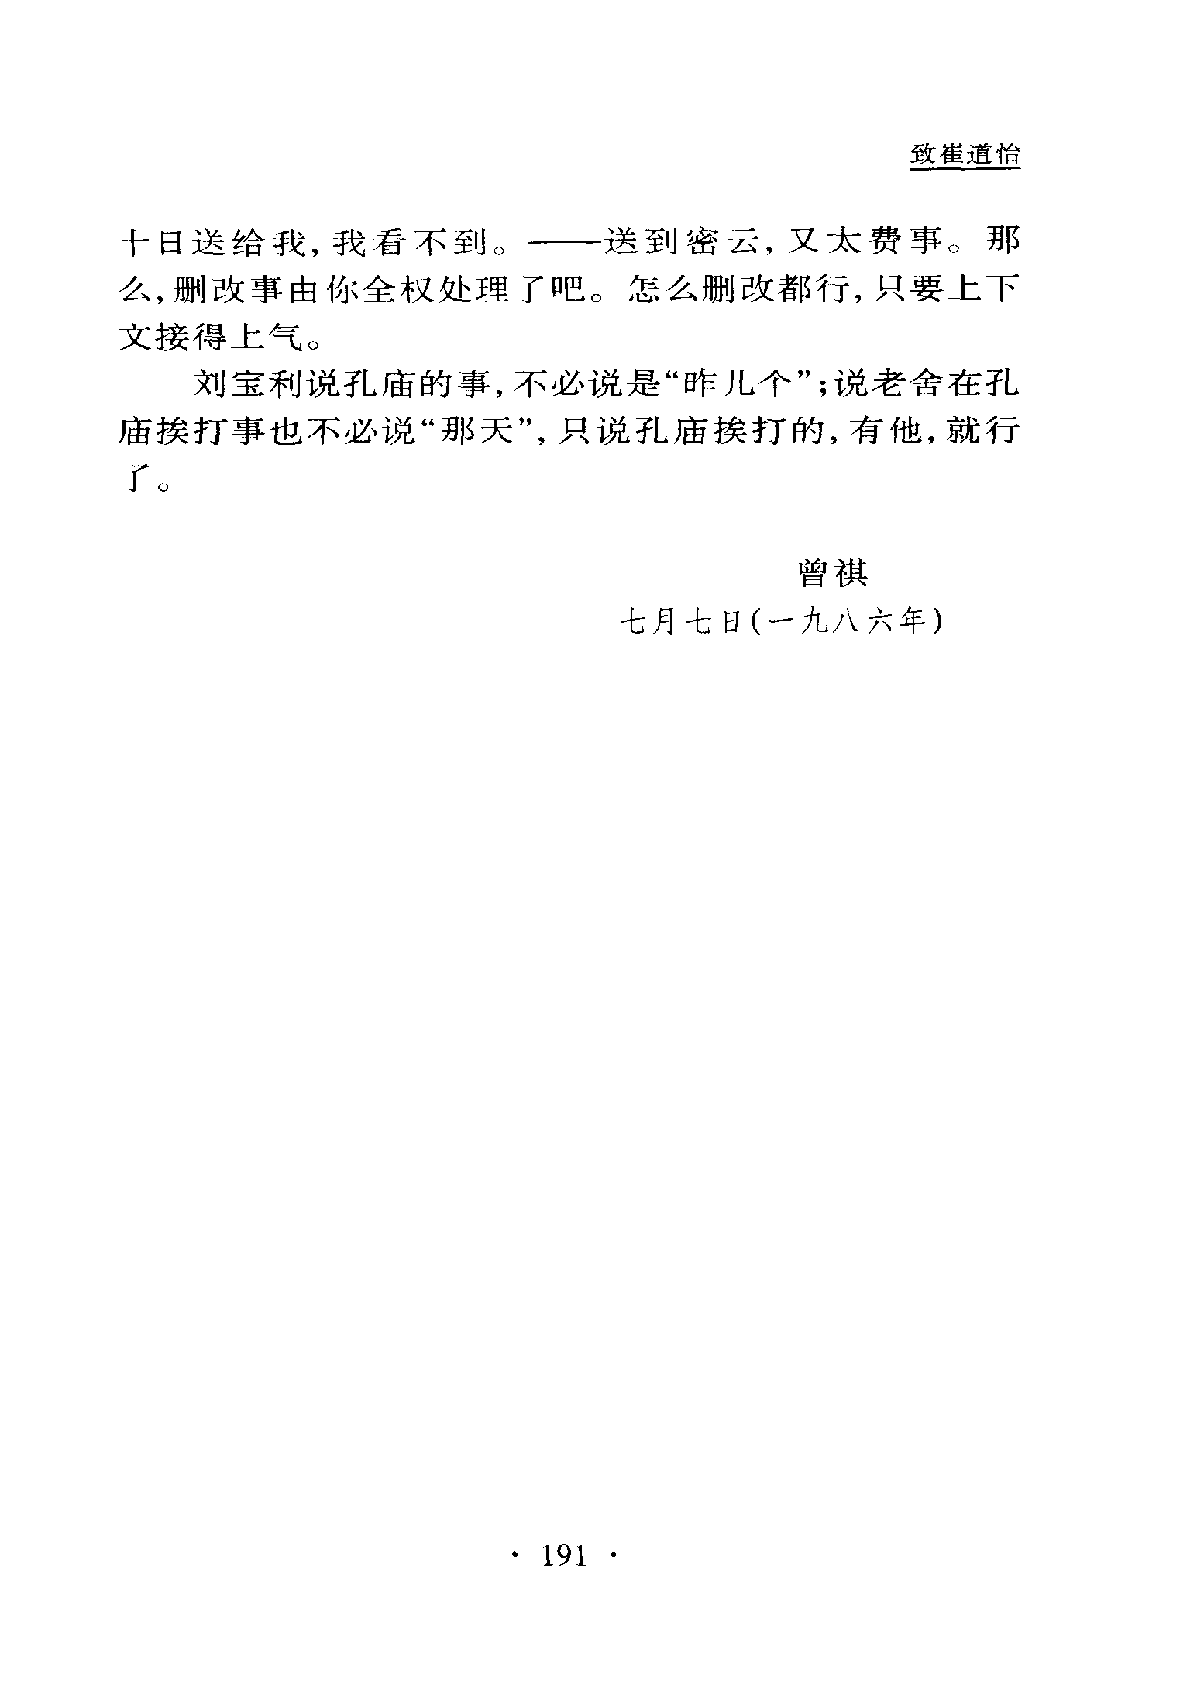 致崔道怡
十日送给我,我看不到。——送到密云,又太费事。那
么,删改事由你全权处理了吧。怎么删改都行,只要上下
文接得上气。
刘宝利说孔庙的事,不必说是“昨儿个”;说老舍在孔
庙挨打事也不必说“那天”,只说孔庙挨打的,有他,就行
了。
曾祺
七月七日(一九八六年)
· 191 ·